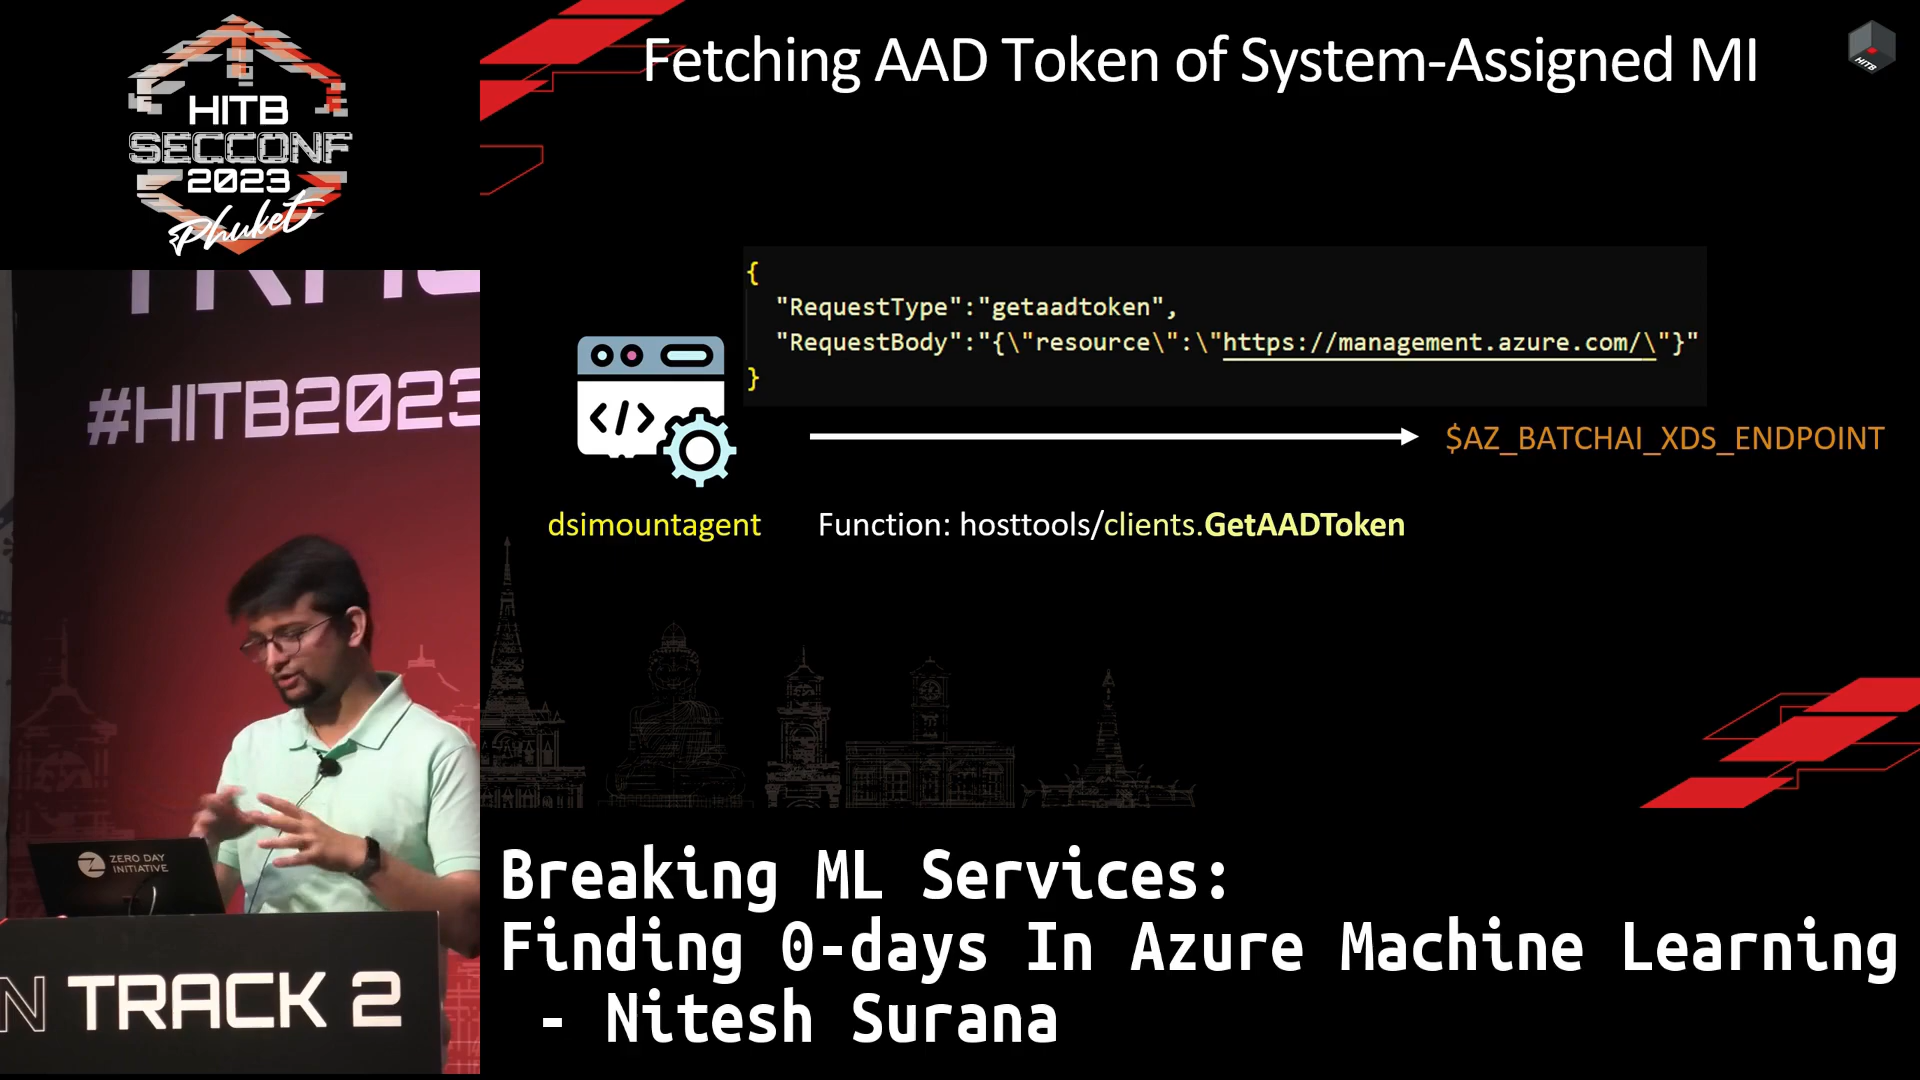 HITB
SECCONF
2023
Phuket
#HITB2023
ZERO DAY
INITIATIVE
N TRACK 2
Fetching AAD Token of System-Assigned MI
HITB
{
"RequestType":"getaadtoken",
"RequestBody":"{\"resource\":\"https://management.azure.com/\"}"
}
$AZ_BATCHAI_XDS_ENDPOINT
dsimountagent
Function: hosttools/clients.GetAADToken
Breaking ML Services:
Finding 0-days In Azure Machine Learning
- Nitesh Surana